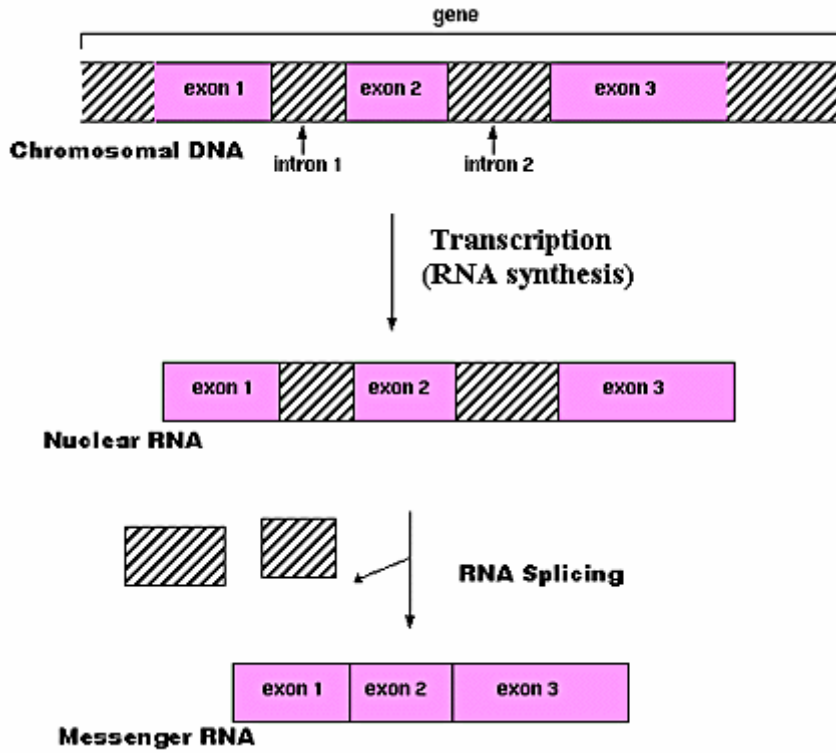 gene
exon 1 exon 2 exon 3
Chromosomal DNA
intron 1 intron 2
Transcription
(RNA synthesis)
exon 1 exon 2 exon 3
Nuclear RNA
RNA Splicing
exon 1 exon 2 exon 3
Messenger RNA